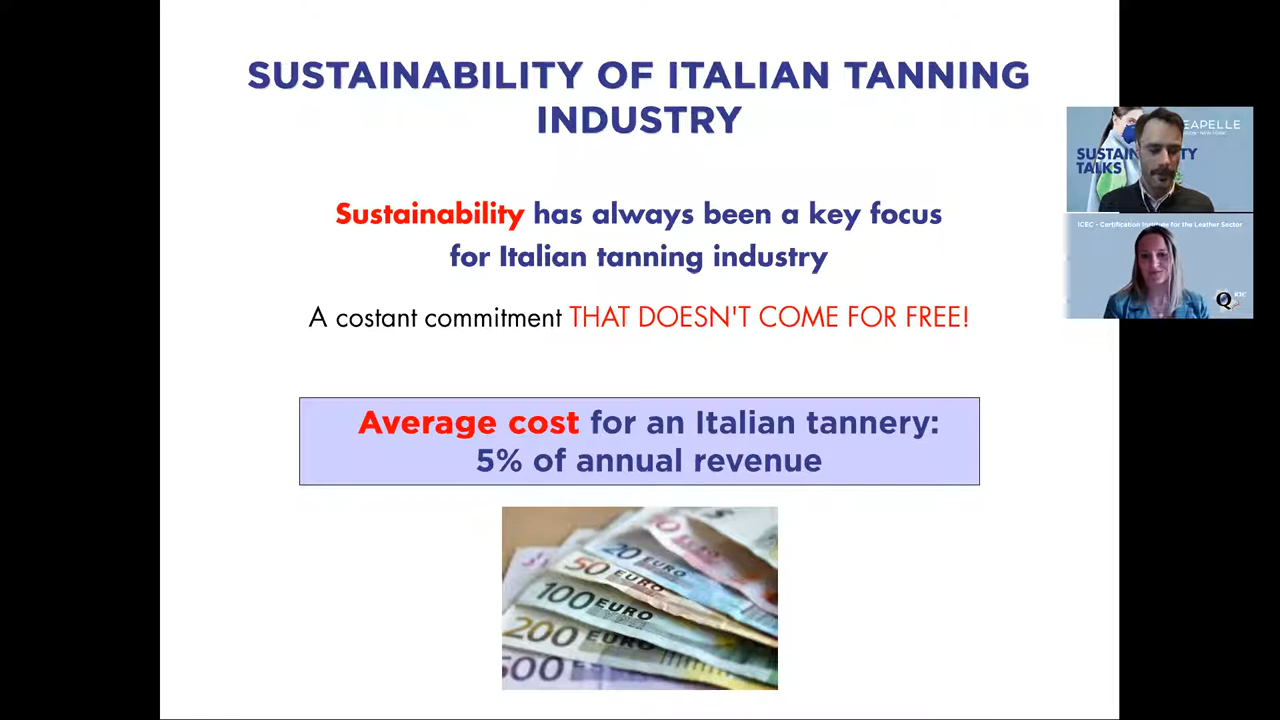 SUSTAINABILITY OF ITALIAN TANNING
INDUSTRY
Sustainability has always been a key focus
for Italian tanning industry
A costant commitment THAT DOESN'T COME FOR FREE!
Average cost for an Italian tannery:
5% of annual revenue
20 EURO
50 EURO
100 EURO
200 EURO
500
EAPELLE
SUSTAIN TY
TALKS
ICEC - Certification Institute for the Leather Sector
Q